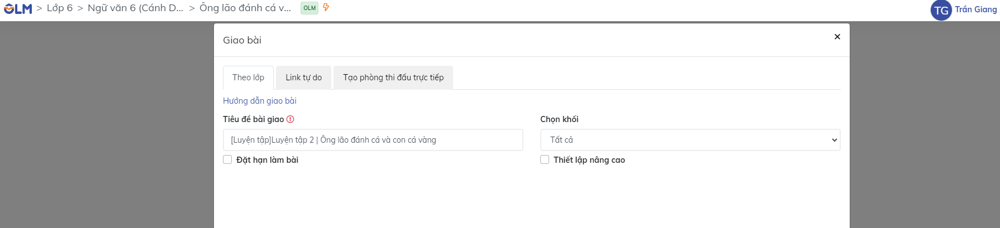 OLM > Lớp 6 > Ngữ văn 6 (Cánh D... > Ông lão đánh cá v... OLM TG Trần Giang
Giao bài ×
Theo lớp Link tự do Tạo phòng thi đấu trực tiếp
Hướng dẫn giao bài
Tiêu đề bài giao Chọn khối
[Luyện tập]Luyện tập 2 | Ông lão đánh cá và con cá vàng Tất cả
Đặt hạn làm bài Thiết lập nâng cao